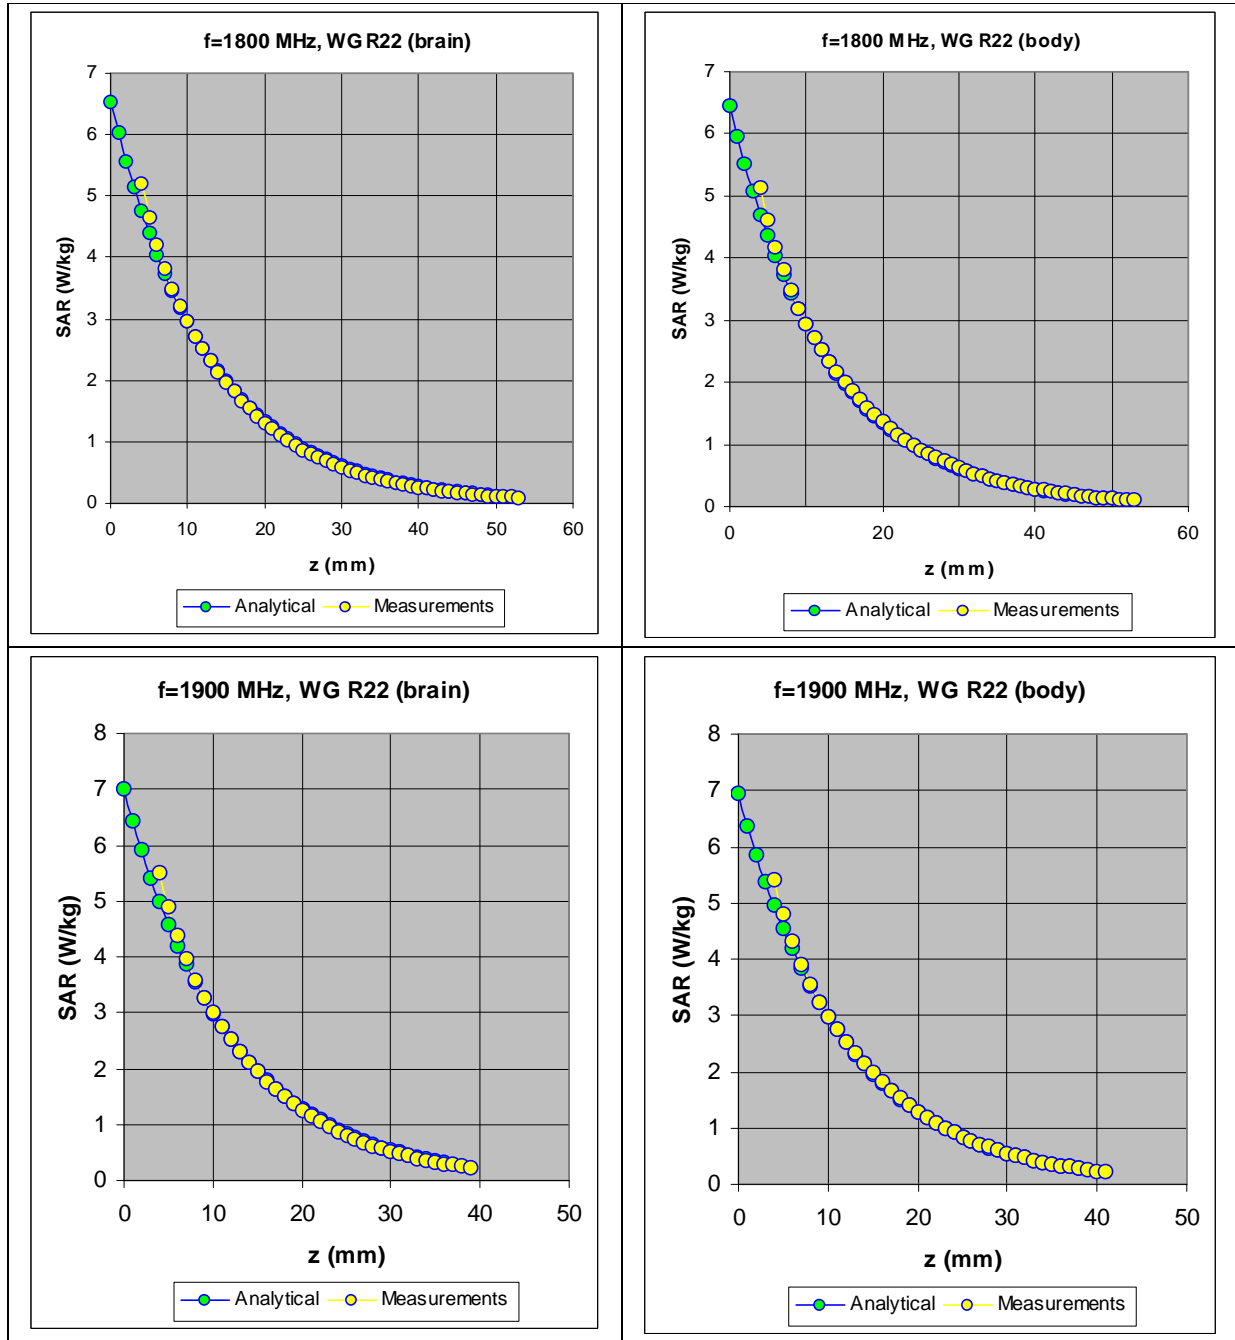 f=1800 MHz, WG R22 (brain)
7
6
5
4
3
2
1
0
SAR (W/kg)
0 10 20 30 40 50 60
z (mm)
Analytical Measurements
f=1800 MHz, WG R22 (body)
7
6
5
4
3
2
1
0
SAR (W/kg)
0 20 40 60
z (mm)
Analytical Measurements
f=1900 MHz, WG R22 (brain)
8
7
6
5
4
3
2
1
0
SAR (W/kg)
0 10 20 30 40 50
z (mm)
Analytical Measurements
f=1900 MHz, WG R22 (body)
8
7
6
5
4
3
2
1
0
SAR (W/kg)
0 10 20 30 40 50
z (mm)
Analytical Measurements